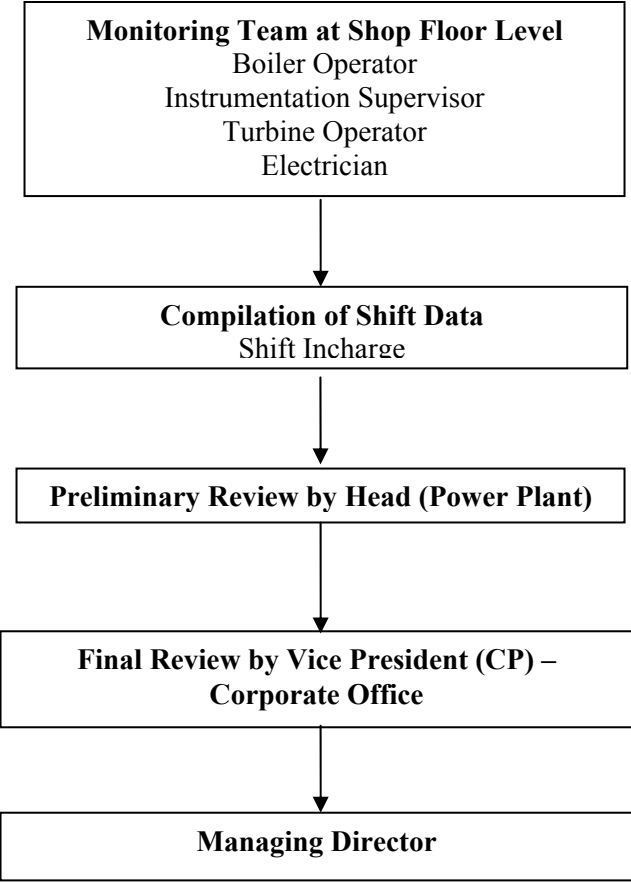 Monitoring Team at Shop Floor Level
Boiler Operator
Instrumentation Supervisor
Turbine Operator
Electrician
Compilation of Shift Data
Shift Incharge
Preliminary Review by Head (Power Plant)
Final Review by Vice President (CP) –
Corporate Office
Managing Director